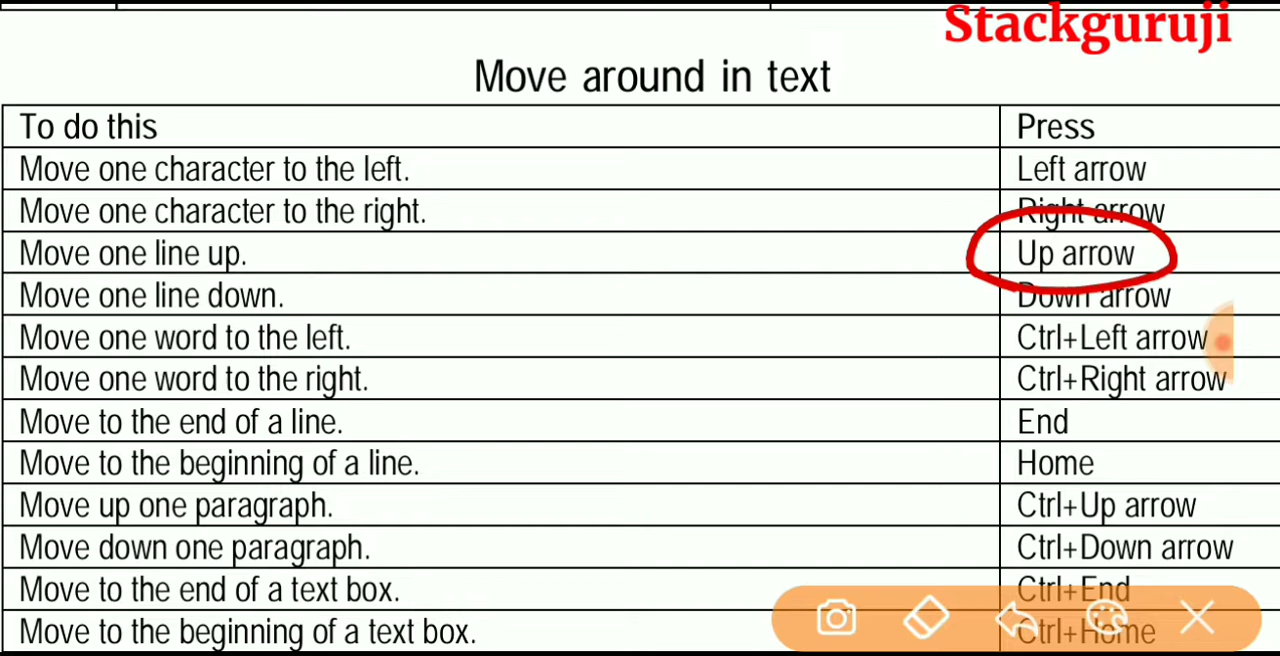 Stackguruji
Move around in text
To do this Press
Move one character to the left. Left arrow
Move one character to the right. Right arrow
Move one line up. Up arrow
Move one line down. Down arrow
Move one word to the left. Ctrl+Left arrow
Move one word to the right. Ctrl+Right arrow
Move to the end of a line. End
Move to the beginning of a line. Home
Move up one paragraph. Ctrl+Up arrow
Move down one paragraph. Ctrl+Down arrow
Move to the end of a text box. Ctrl+End
Move to the beginning of a text box. Ctrl+Home